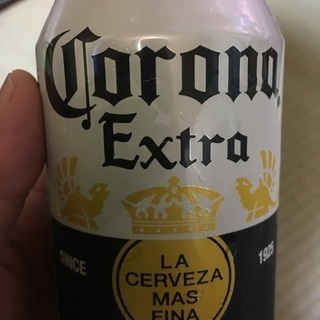 Corona
Extra
SINCE
1925
LA
CERVEZA
MAS
FINA